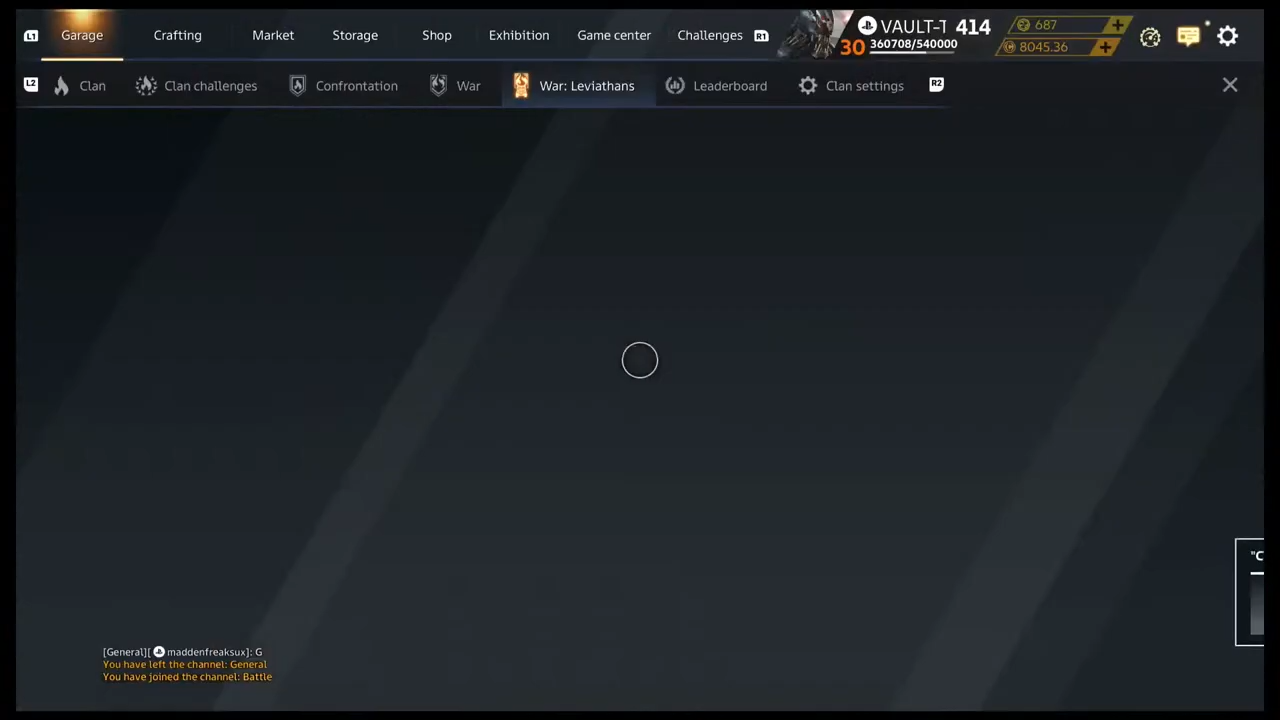 L1 Garage Crafting Market Storage Shop Exhibition Game center Challenges R1
30 VAULT-T 414
360708/540000
687
8045.36
L2 Clan Clan challenges Confrontation War War: Leviathans Leaderboard Clan settings R2
"C
[General][ maddenfreaksux]: G
You have left the channel: General
You have joined the channel: Battle